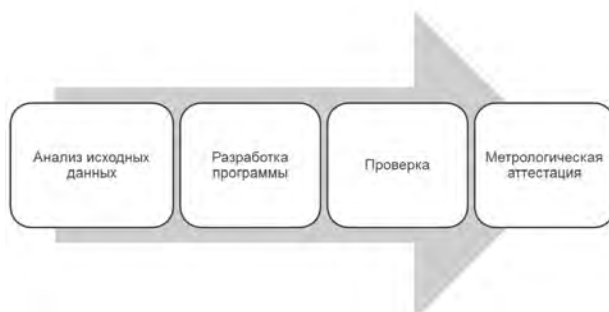 Анализ исходных
данных
Разработка
программы
Проверка
Метрологическая
аттестация